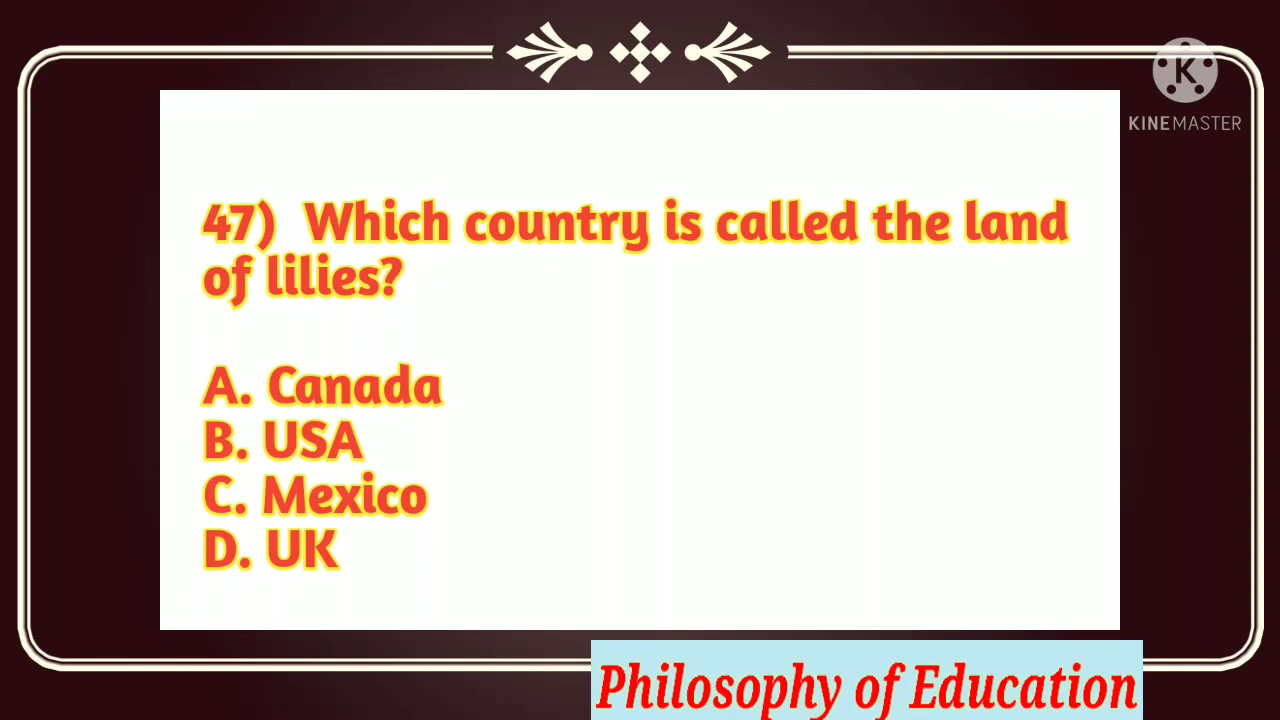 KINEMASTER
47) Which country is called the land
of lilies?
A. Canada
B. USA
C. Mexico
D. UK
Philosophy of Education